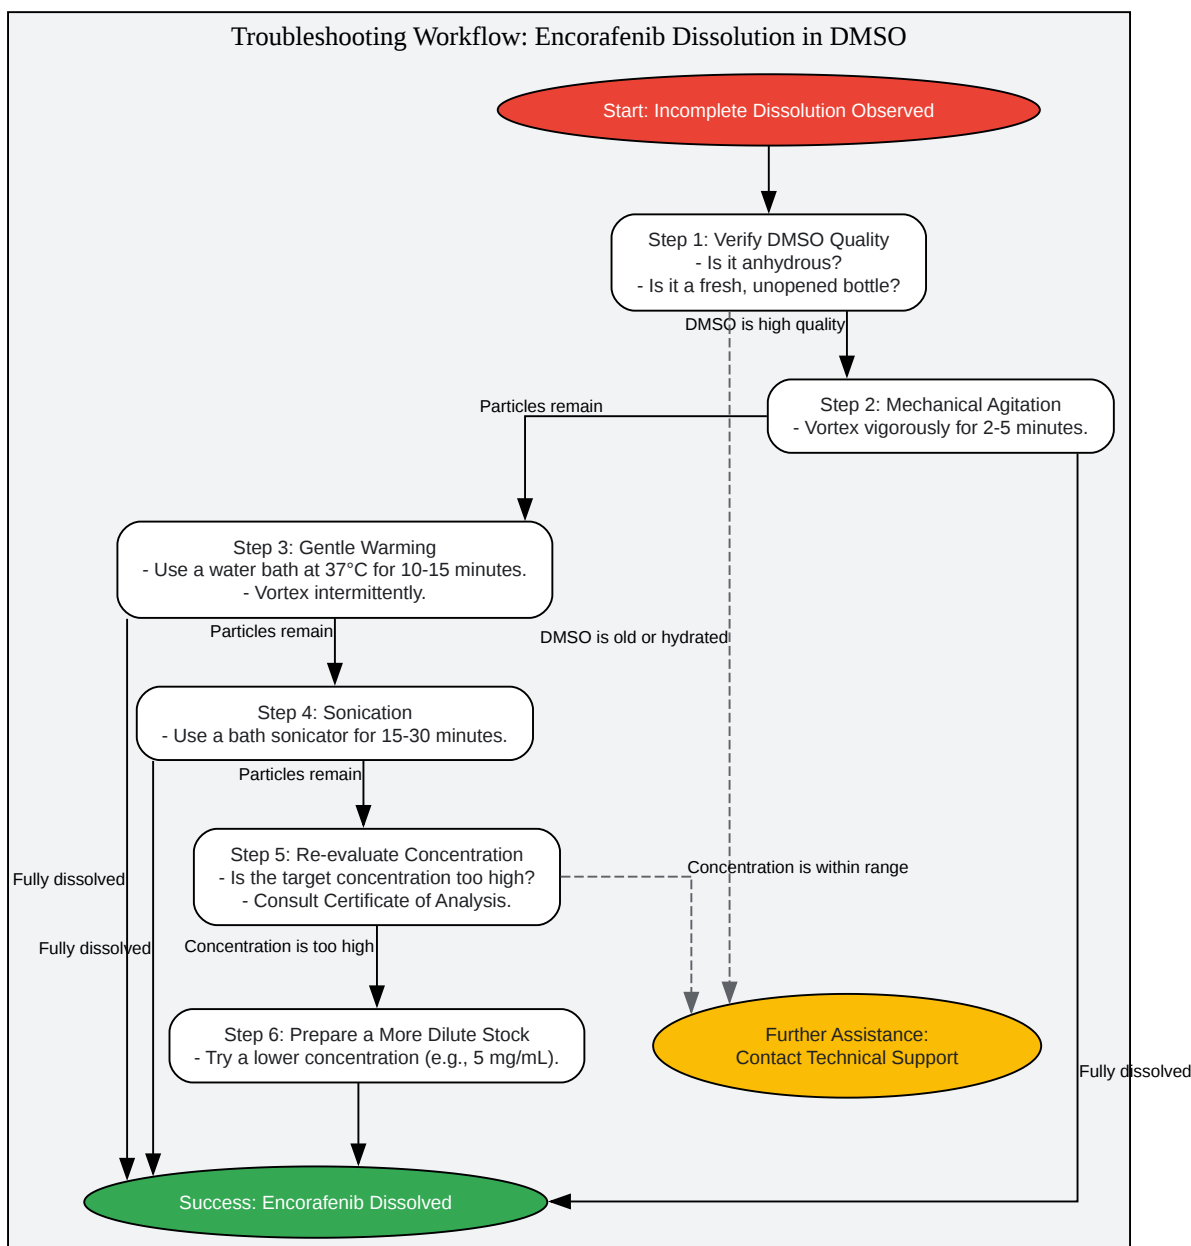 Troubleshooting Workflow: Encorafenib Dissolution in DMSO
Start: Incomplete Dissolution Observed
Step 1: Verify DMSO Quality
- Is it anhydrous?
- Is it a fresh, unopened bottle?
DMSO is high quality
Step 2: Mechanical Agitation
- Vortex vigorously for 2-5 minutes.
Particles remain
Step 3: Gentle Warming
- Use a water bath at 37°C for 10-15 minutes.
- Vortex intermittently.
Particles remain
DMSO is old or hydrated
Step 4: Sonication
- Use a bath sonicator for 15-30 minutes.
Particles remain
Step 5: Re-evaluate Concentration
- Is the target concentration too high?
- Consult Certificate of Analysis.
Concentration is within range
Fully dissolved
Fully dissolved
Concentration is too high
Step 6: Prepare a More Dilute Stock
- Try a lower concentration (e.g., 5 mg/mL).
Further Assistance:
Contact Technical Support
Fully dissolved
Success: Encorafenib Dissolved